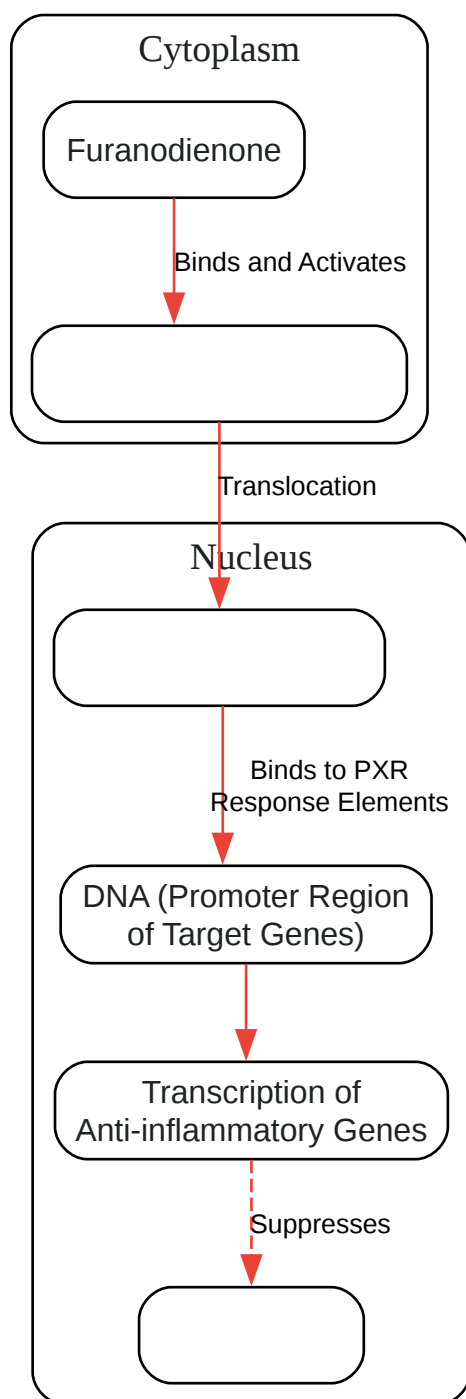 Cytoplasm
Furanodienone
Binds and Activates
Translocation
Nucleus
Binds to PXR
Response Elements
DNA (Promoter Region
of Target Genes)
Transcription of
Anti-inflammatory Genes
Suppresses